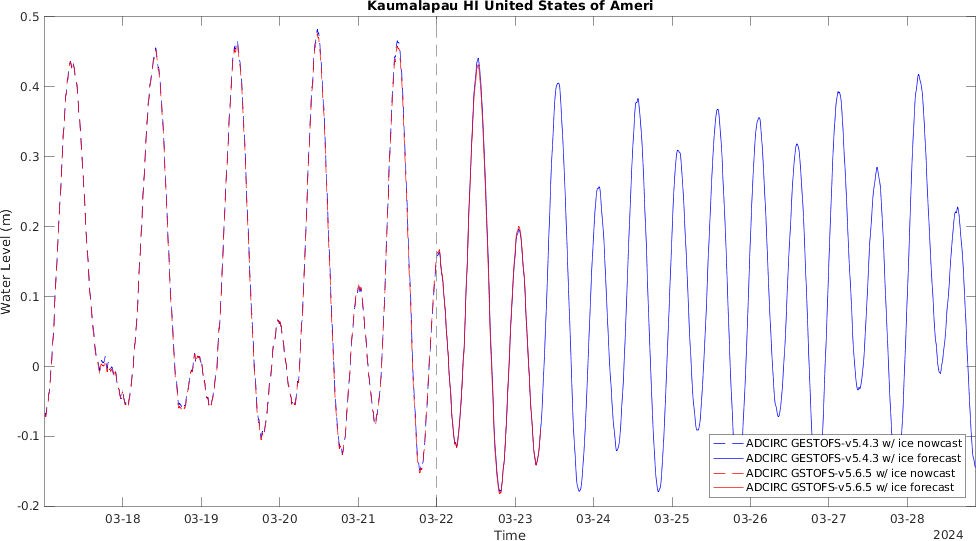 Kaumalapau HI United States of Ameri
0.5
0.4
0.3
0.2
0.1
0
-0.1
-0.2
Water Level (m)
ADCIRC GESTOFS-v5.4.3 w/ ice nowcast
ADCIRC GESTOFS-v5.4.3 w/ ice forecast
ADCIRC GSTOFS-v5.6.5 w/ ice nowcast
ADCIRC GSTOFS-v5.6.5 w/ ice forecast
03-18 03-19 03-20 03-21 03-22 03-23 03-24 03-25 03-26 03-27 03-28
Time
2024